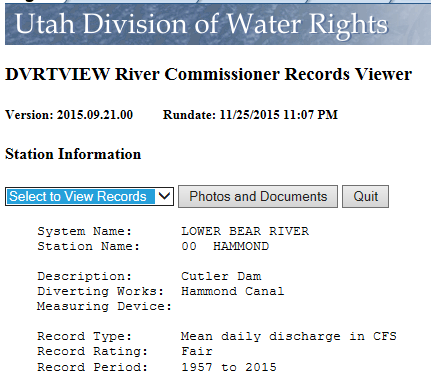 Utah Division of Water Rights
DVRTVIEW River Commissioner Records Viewer
Version: 2015.09.21.00 Rundate: 11/25/2015 11:07 PM
Station Information
Select to View Records Photos and Documents Quit
System Name: LOWER BEAR RIVER
Station Name: 00 HAMMOND
Description: Cutler Dam
Diverting Works: Hammond Canal
Measuring Device:
Record Type: Mean daily discharge in CFS
Record Rating: Fair
Record Period: 1957 to 2015